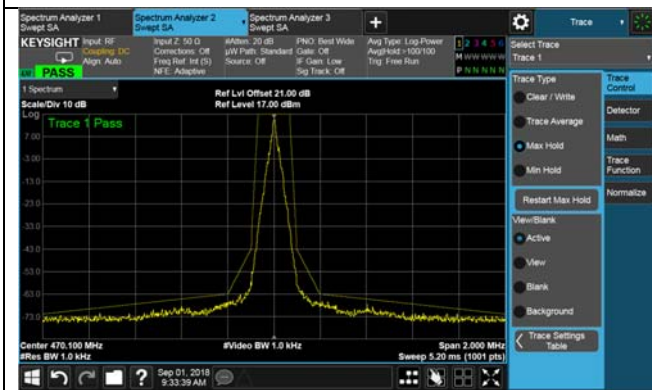 Spectrum Analyzer 1
Swept SA
Spectrum Analyzer 2
Swept SA
Spectrum Analyzer 3
Swept SA
+
Trace
KEYSIGHT
Input: RF
Coupling: DC
Align: Auto
Input Z: 50 Ω
Corrections: Off
Freq Ref: Int (S)
NFE: Adaptive
#Atten: 20 dB
µW Path: Standard
Source: Off
PNO: Best Wide
Gate: Off
IF Gain: Low
Sig Track: Off
Avg Type: Log-Power
Avg|Hold:>100/100
Trig: Free Run
1 2 3 4 5 6
M W W W W W
P N N N N N
PASS
Select Trace
Trace 1
1 Spectrum
Scale/Div 10 dB
Ref Lvl Offset 21.00 dB
Ref Level 17.00 dBm
Log
Trace 1 Pass
7.00
-3.00
-13.0
-23.0
-33.0
-43.0
-53.0
-63.0
-73.0
Center 470.100 MHz
#Res BW 1.0 kHz
#Video BW 1.0 kHz
Span 2.000 MHz
Sweep 5.20 ms (1001 pts)
Trace Type
Clear / Write
Trace Average
Max Hold
Min Hold
Restart Max Hold
View/Blank
Active
View
Blank
Background
Trace Settings
Table
Trace
Control
Detector
Math
Trace
Function
Normalize
?
Sep 01, 2018
9:33:39 AM